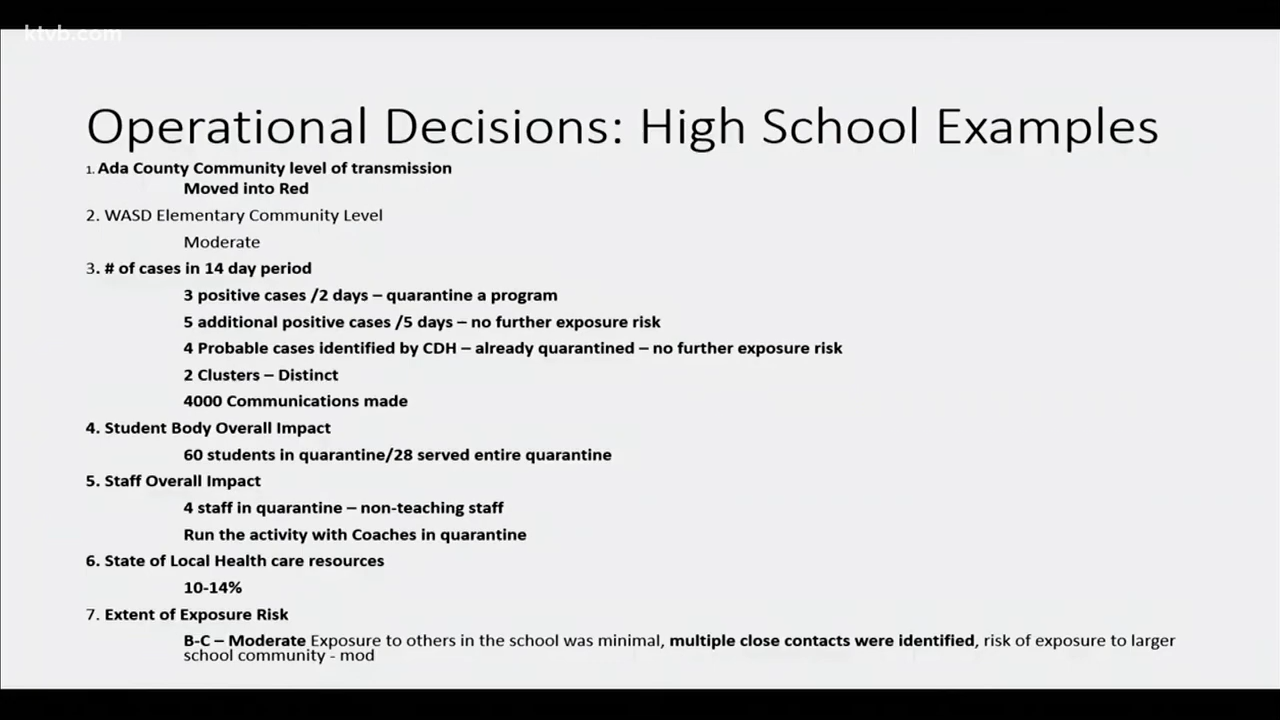 ktvb.com
Operational Decisions: High School Examples
1. Ada County Community level of transmission
Moved into Red
2. WASD Elementary Community Level
Moderate
3. # of cases in 14 day period
3 positive cases /2 days – quarantine a program
5 additional positive cases /5 days – no further exposure risk
4 Probable cases identified by CDH – already quarantined – no further exposure risk
2 Clusters – Distinct
4000 Communications made
4. Student Body Overall Impact
60 students in quarantine/28 served entire quarantine
5. Staff Overall Impact
4 staff in quarantine – non-teaching staff
Run the activity with Coaches in quarantine
6. State of Local Health care resources
10-14%
7. Extent of Exposure Risk
B-C – Moderate Exposure to others in the school was minimal, multiple close contacts were identified, risk of exposure to larger
school community - mod